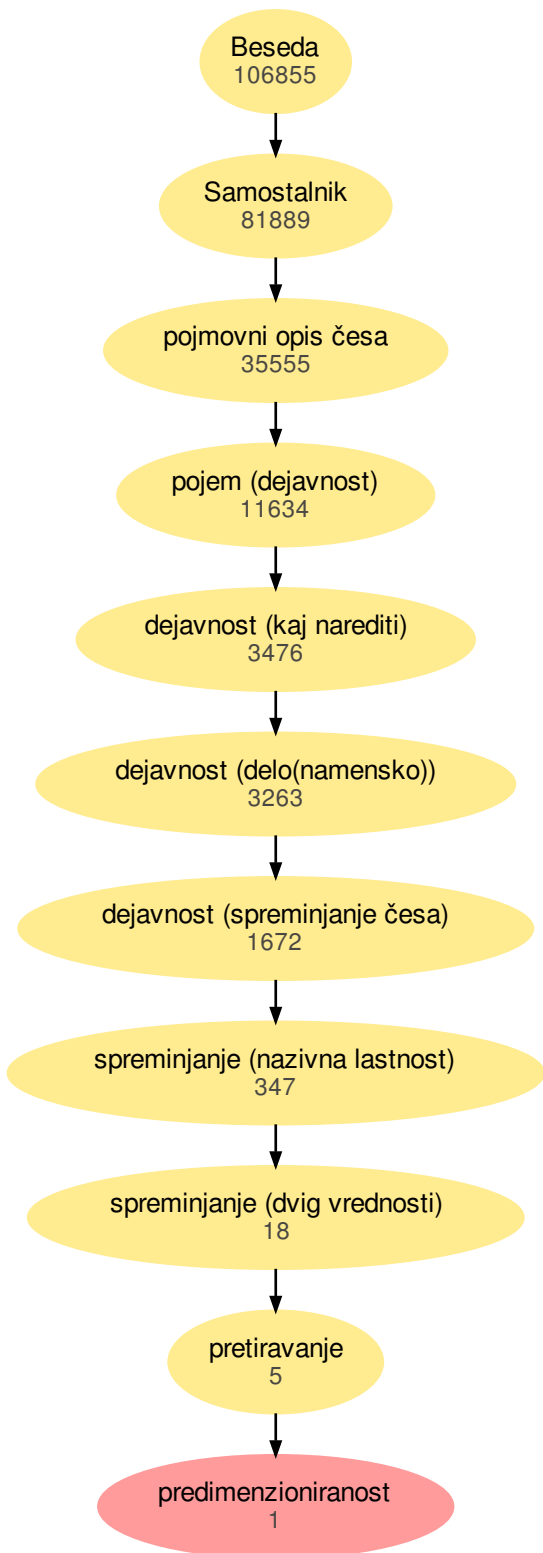 Beseda
106855
Samostalnik
81889
pojmovni opis česa
35555
pojem (dejavnost)
11634
dejavnost (kaj narediti)
3476
dejavnost (delo(namensko))
3263
dejavnost (spreminjanje česa)
1672
spreminjanje (nazivna lastnost)
347
spreminjanje (dvig vrednosti)
18
pretiravanje
5
predimenzioniranost
1